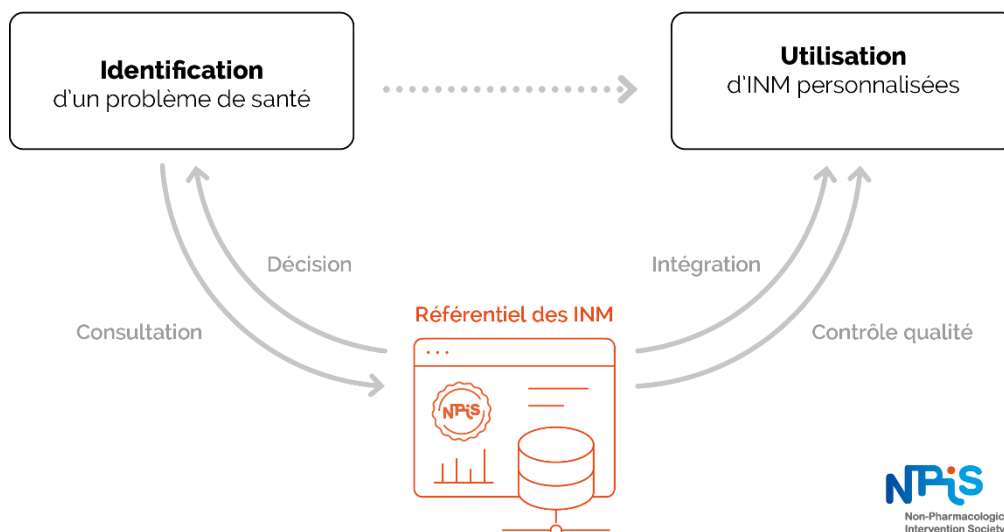 Identification
d'un problème de santé
Utilisation
d'INM personnalisées
Décision
Intégration
Consultation
Référentiel des INM
Contrôle qualité
NPiS
NPiS
Non-Pharmacologic
Intervention Society